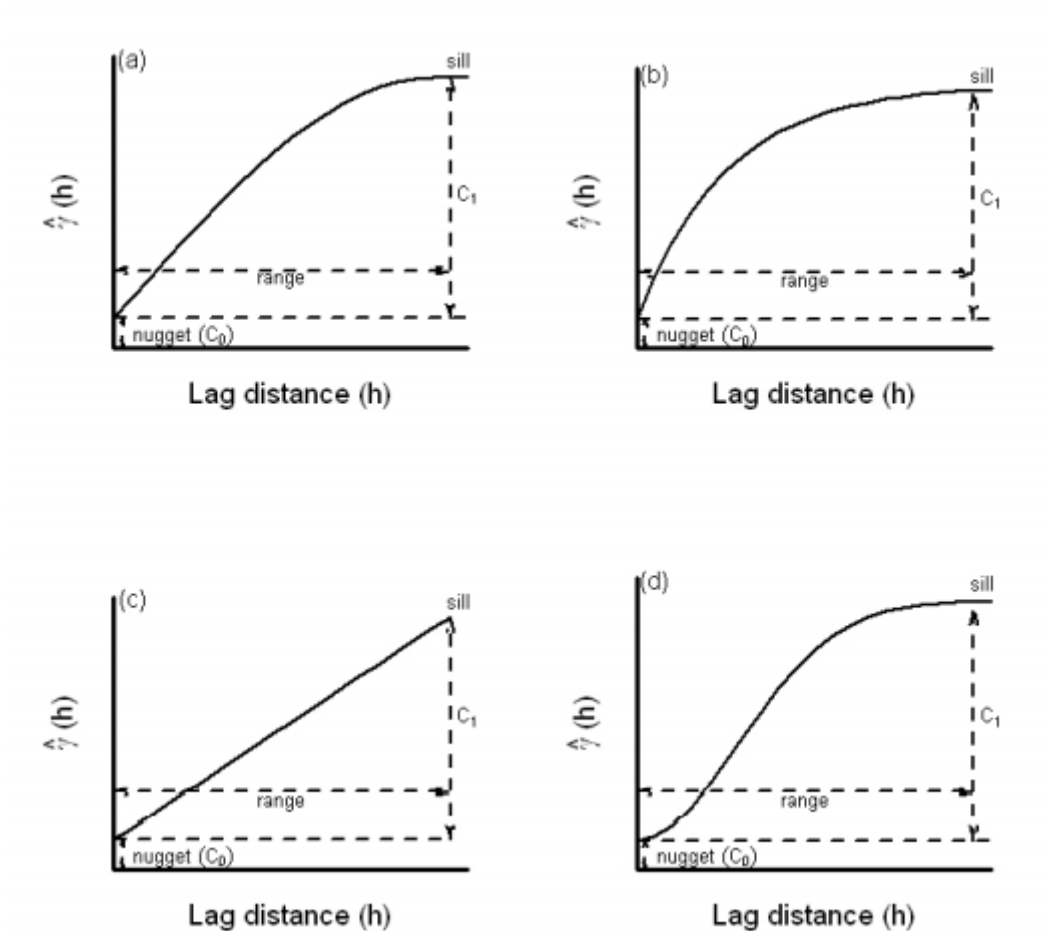 (a)
sill
γ̂ (h)
C₁
range
nugget (C₀)
Lag distance (h)
(b)
sill
γ̂ (h)
C₁
range
nugget (C₀)
Lag distance (h)
(c)
sill
γ̂ (h)
C₁
range
nugget (C₀)
Lag distance (h)
(d)
sill
γ̂ (h)
C₁
range
nugget (C₀)
Lag distance (h)